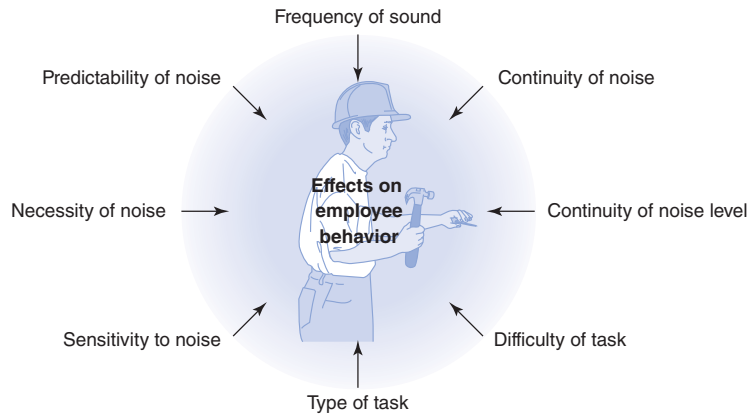 Frequency of sound
Predictability of noise
Continuity of noise
Necessity of noise
Effects on
employee
behavior
Continuity of noise level
Sensitivity to noise
Difficulty of task
Type of task